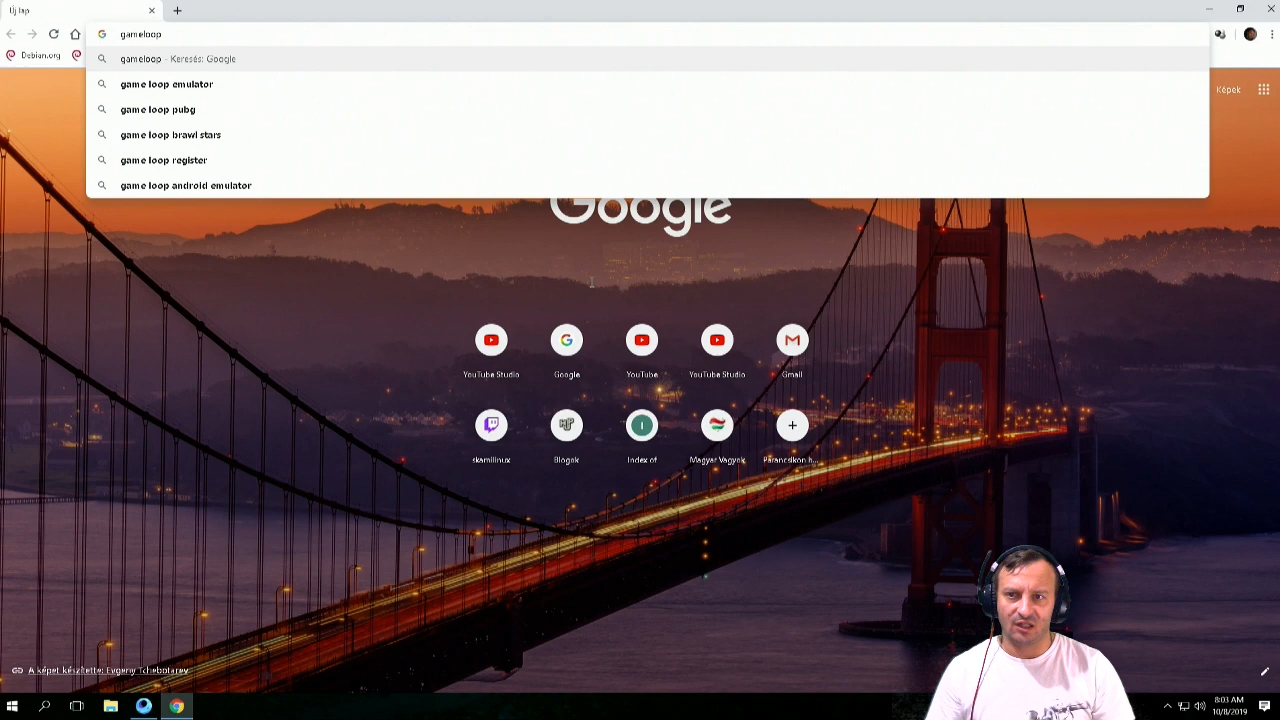 Új lap
gameloop
Debian.org
gameloop - Keresés: Google
game loop emulator
game loop pubg
game loop brawl stars
game loop register
game loop android emulator
Képek
Google
YouTube Studio
Google
YouTube
YouTube Studio
Gmail
skamilinux
Blogok
Index of
Magyar Vagyok
Parancsikon h...
A képet készítette: Evgeny Tchebotarev
8:03 AM
10/8/2019